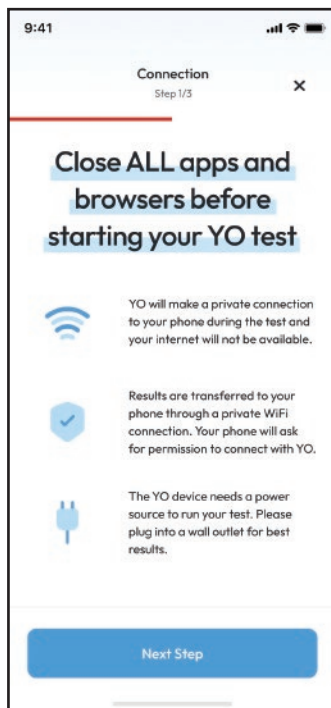 9:41
Connection
Step 1/3
Close ALL apps and
browsers before
starting your YO test
YO will make a private connection
to your phone during the test and
your internet will not be available.
Results are transferred to your
phone through a private WiFi
connection. Your phone will ask
for permission to connect with YO.
The YO device needs a power
source to run your test. Please
plug into a wall outlet for best
results.
Next Step